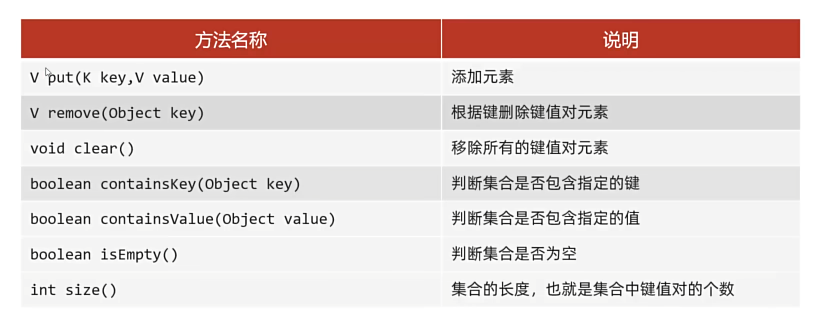 方法名称 说明
V put(K key,V value) 添加元素
V remove(Object key) 根据键删除键值对元素
void clear() 移除所有的键值对元素
boolean containsKey(Object key) 判断集合是否包含指定的键
boolean containsValue(Object value) 判断集合是否包含指定的值
boolean isEmpty() 判断集合是否为空
int size() 集合的长度，也就是集合中键值对的个数